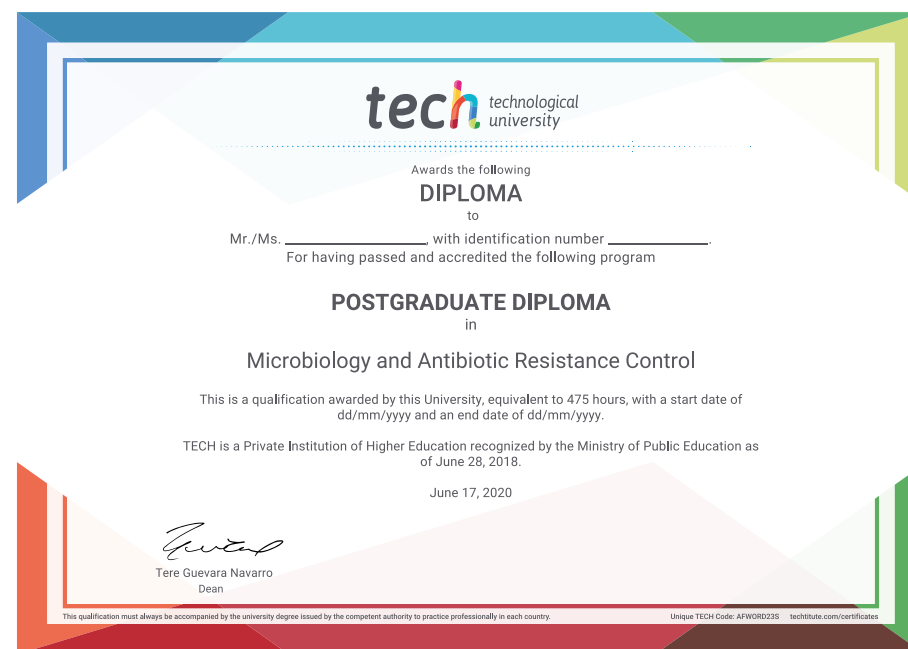 tech technological
university
Awards the following
DIPLOMA
to
Mr./Ms. ____________________, with identification number ______________.
For having passed and accredited the following program
POSTGRADUATE DIPLOMA
in
Microbiology and Antibiotic Resistance Control
This is a qualification awarded by this University, equivalent to 475 hours, with a start date of
dd/mm/yyyy and an end date of dd/mm/yyyy.
TECH is a Private Institution of Higher Education recognized by the Ministry of Public Education as
of June 28, 2018.
June 17, 2020
Tere Guevara Navarro
Dean
This qualification must always be accompanied by the university degree issued by the competent authority to practice professionally in each country.
Unique TECH Code: AFWORD23S techtitute.com/certificates